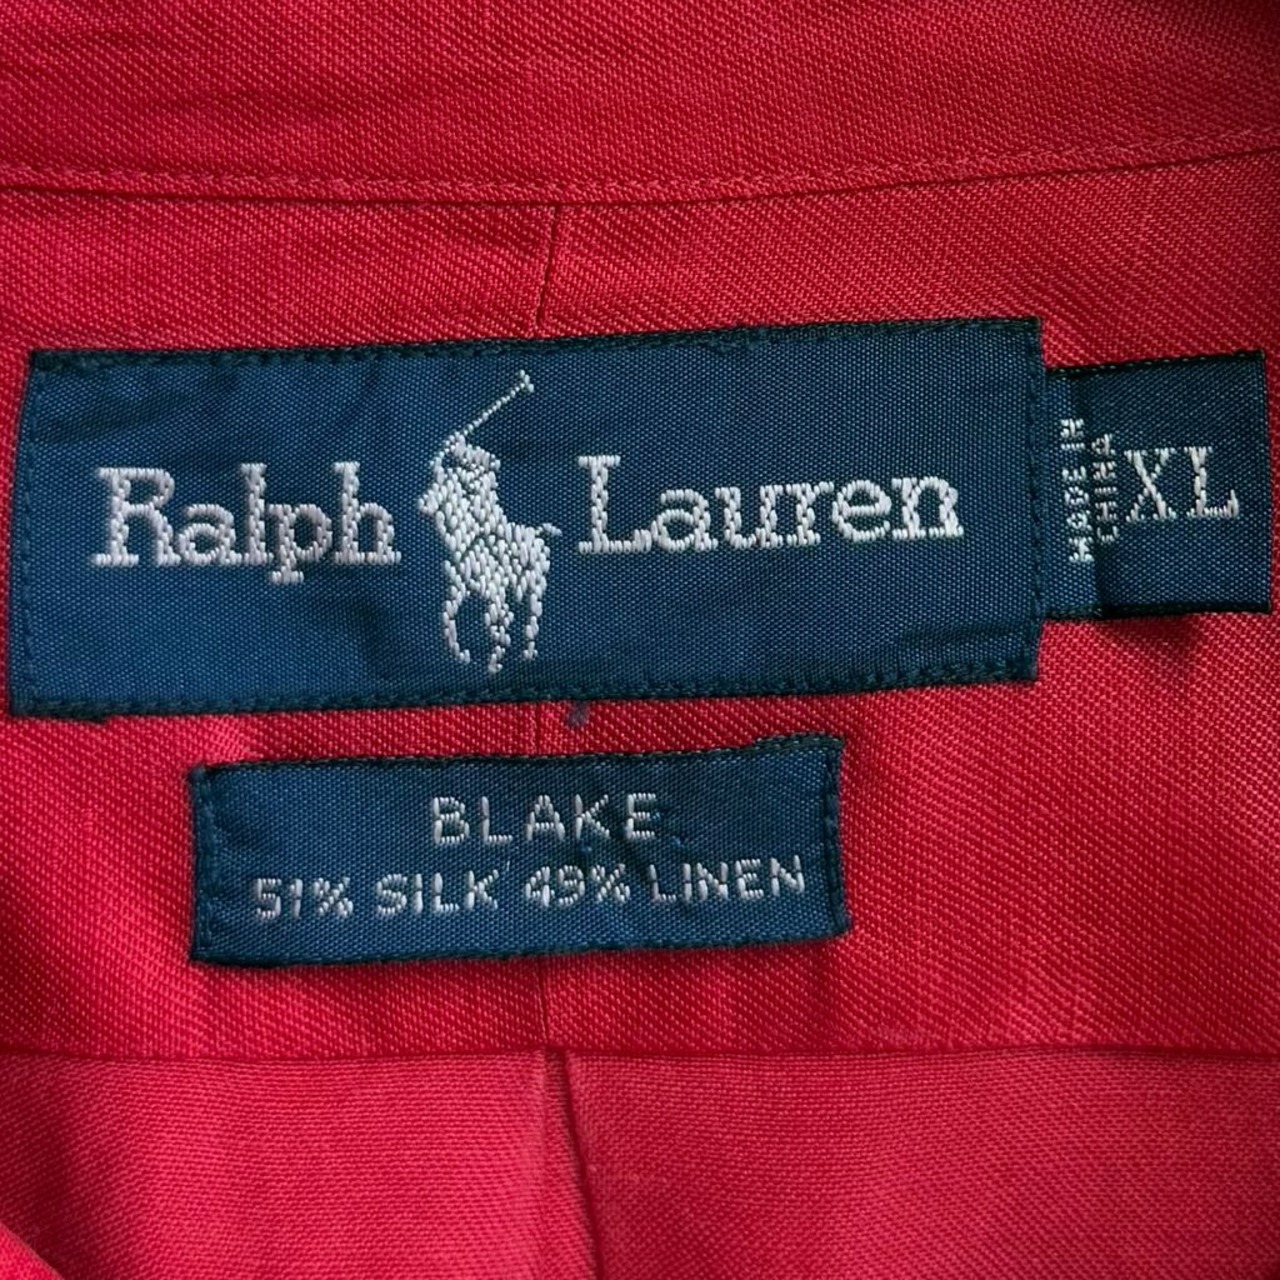 Ralph Lauren
MADE IN
CHINA
XL
BLAKE
51% SILK 49% LINEN